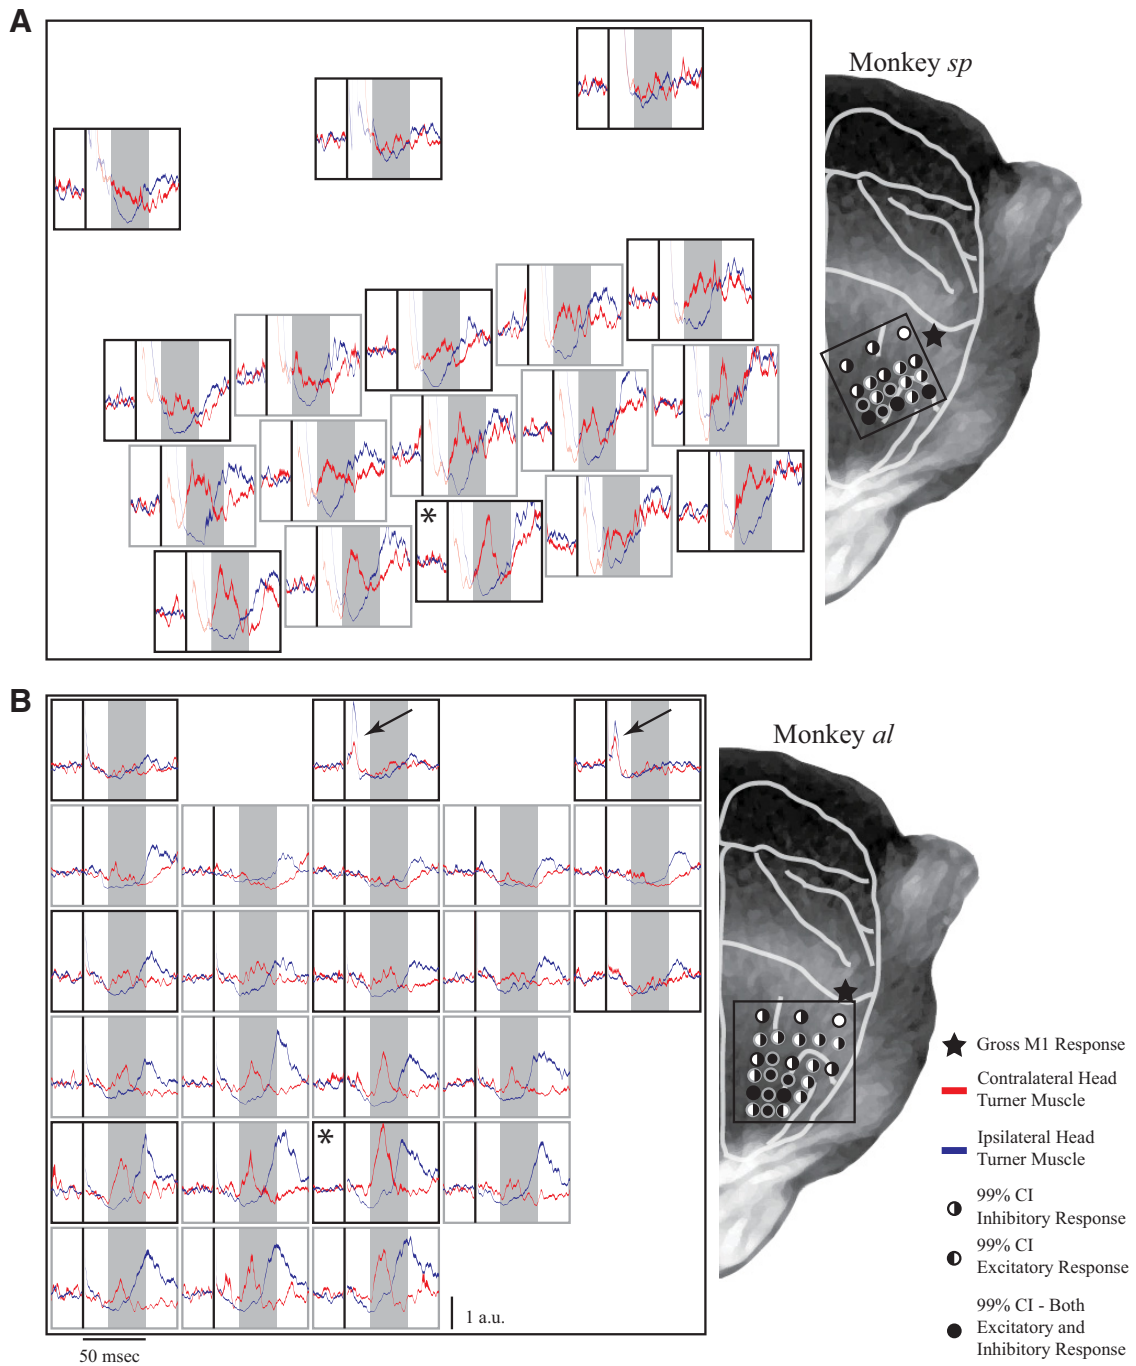 A
Monkey sp
*
B
Monkey al
*
Gross M1 Response
Contralateral Head
Turner Muscle
Ipsilateral Head
Turner Muscle
99% CI
Inhibitory Response
99% CI
Excitatory Response
99% CI - Both
Excitatory and
Inhibitory Response
1 a.u.
50 msec